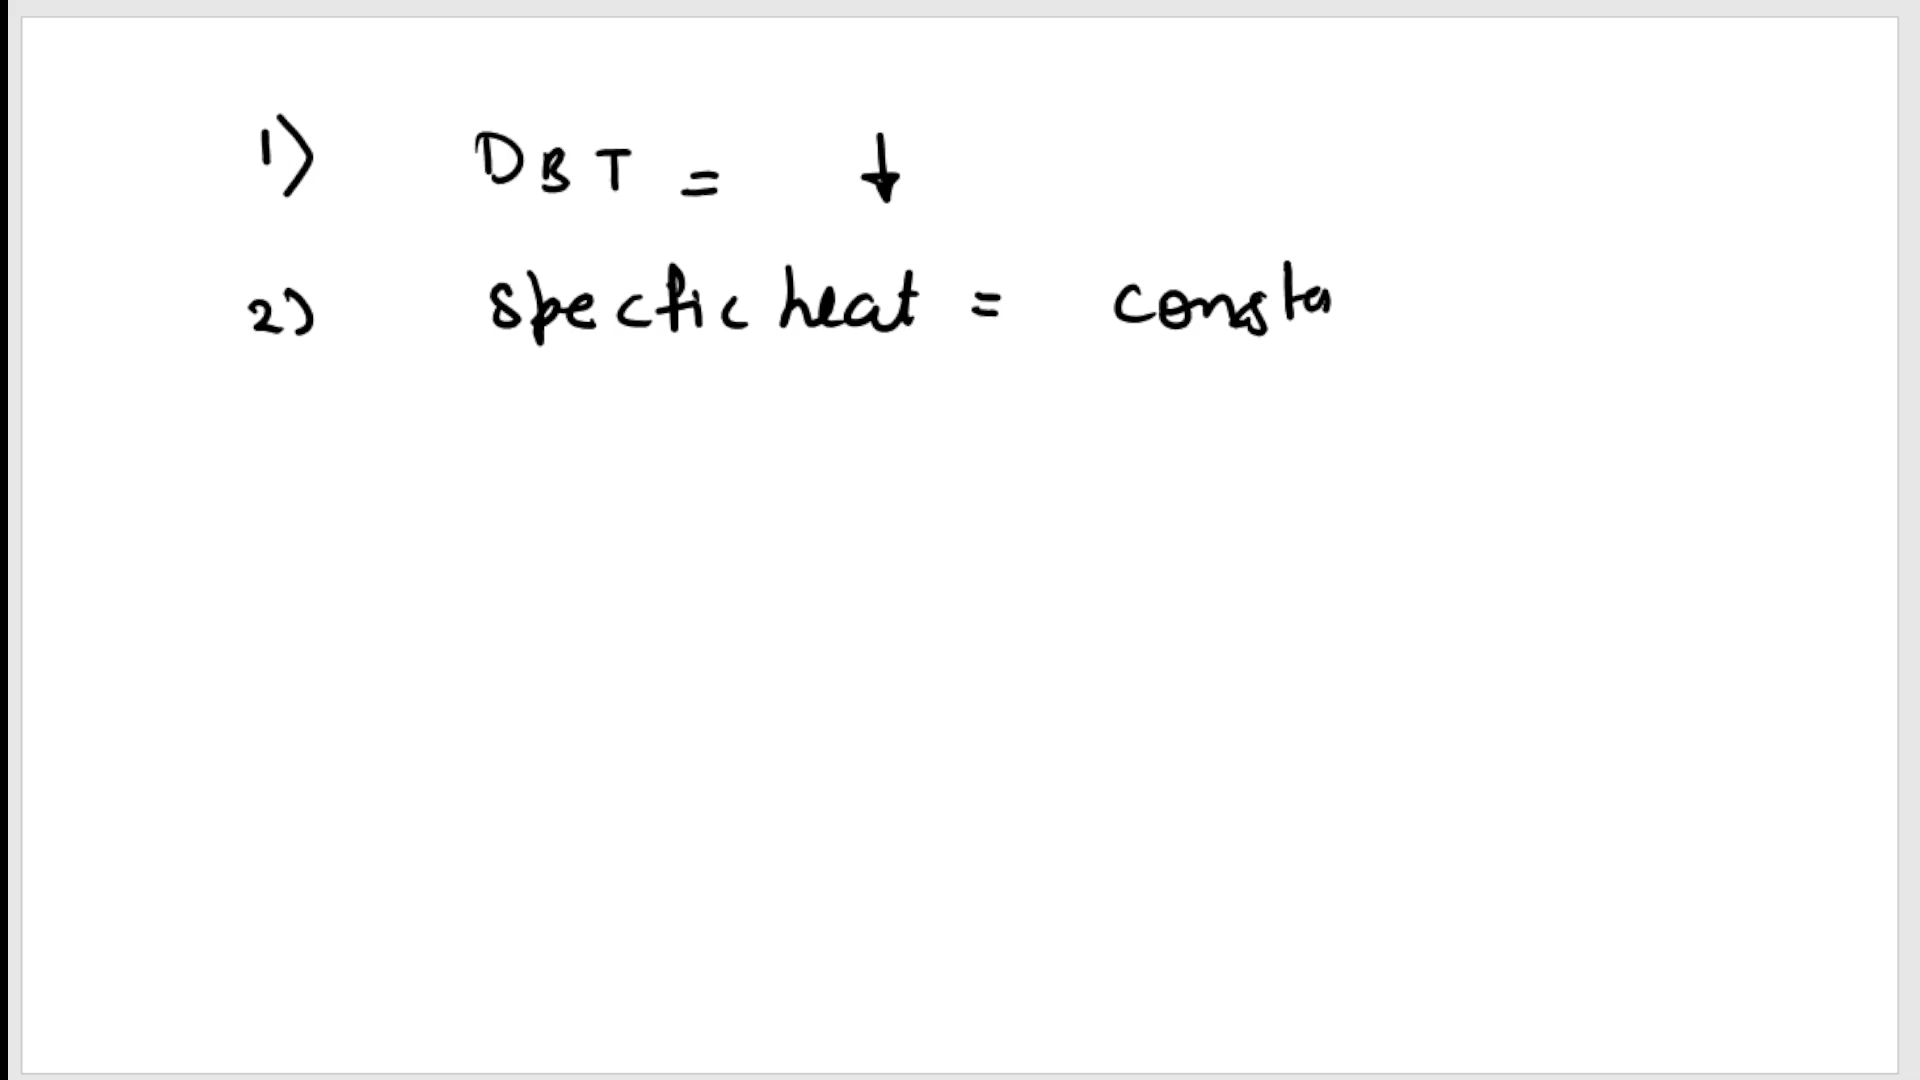 1) DBT = ↓
2) specfic heat = consta